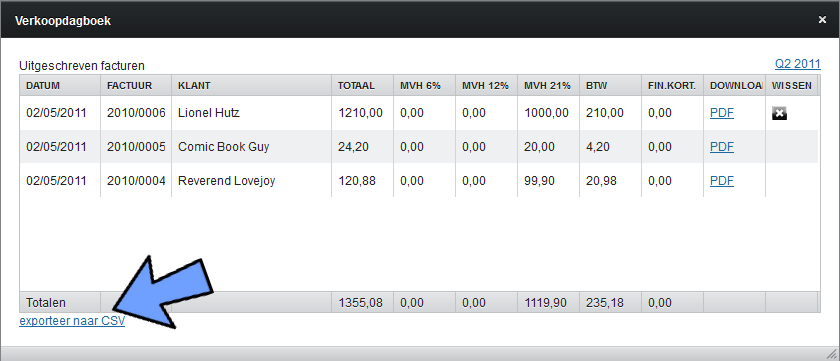 Verkoopdagboek
Uitgeschreven facturen Q2 2011
DATUM FACTUUR KLANT TOTAAL MVH 6% MVH 12% MVH 21% BTW FIN.KORT. DOWNLOA WISSEN
02/05/2011 2010/0006 Lionel Hutz 1210,00 0,00 0,00 1000,00 210,00 0,00 PDF
02/05/2011 2010/0005 Comic Book Guy 24,20 0,00 0,00 20,00 4,20 0,00 PDF
02/05/2011 2010/0004 Reverend Lovejoy 120,88 0,00 0,00 99,90 20,98 0,00 PDF
Totalen 1355,08 0,00 0,00 1119,90 235,18 0,00
exporteer naar CSV